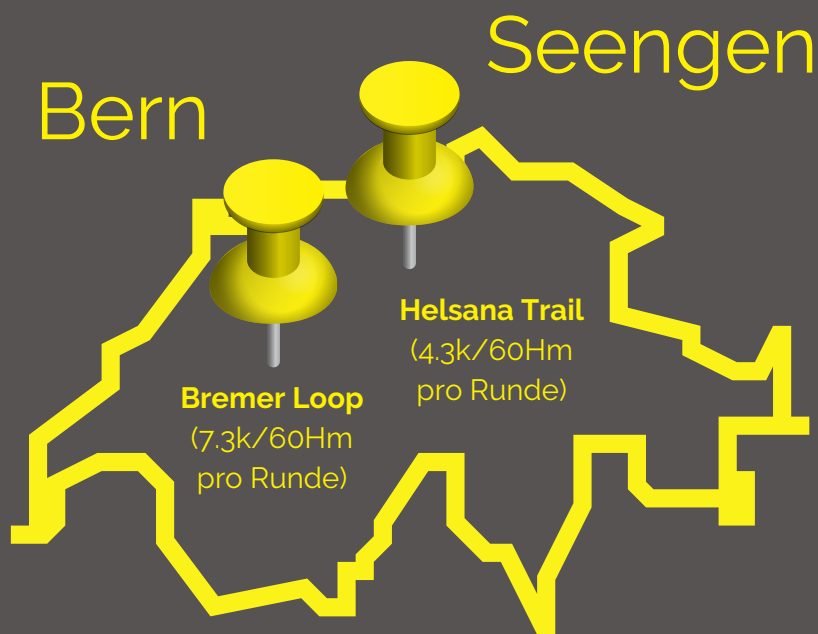 Seengen
Bern
Helsana Trail
(4.3k/60Hm
pro Runde)
Bremer Loop
(7.3k/60Hm
pro Runde)